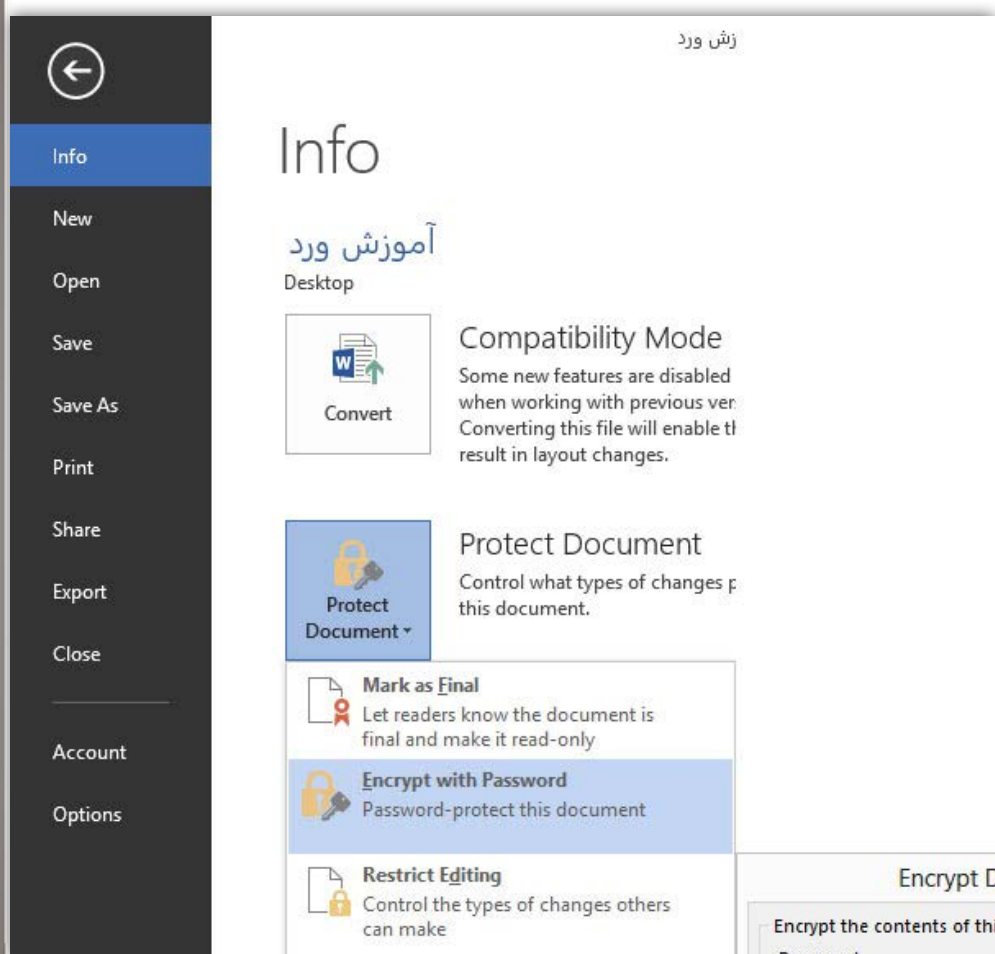 زش ورد
Info
New
Open
Save
Save As
Print
Share
Export
Close
Account
Options
Info
آموزش ورد
Desktop
Convert
Compatibility Mode
Some new features are disabled
when working with previous ver
Converting this file will enable th
result in layout changes.
Protect
Document
Protect Document
Control what types of changes p
this document.
Mark as Final
Let readers know the document is
final and make it read-only
Encrypt with Password
Password-protect this document
Restrict Editing
Control the types of changes others
can make
Encrypt D
Encrypt the contents of thi